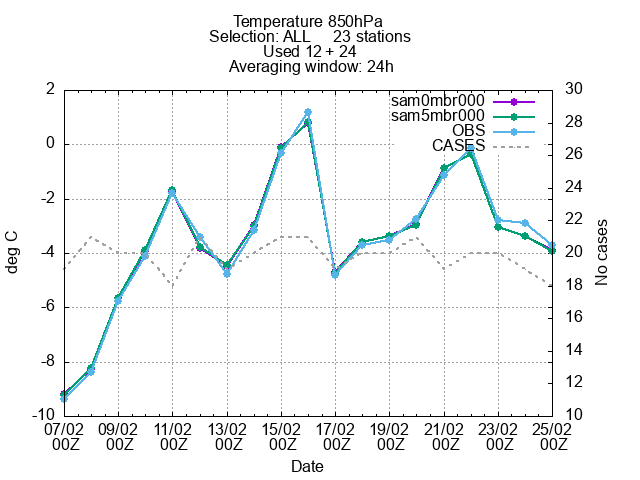 Temperature 850hPa
Selection: ALL 23 stations
Used 12 + 24
Averaging window: 24h
sam0mbr000
sam5mbr000
OBS
CASES
2
0
-2
-4
-6
-8
-10
deg C
30
28
26
24
22
20
18
16
14
12
10
No cases
07/02 09/02 11/02 13/02 15/02 17/02 19/02 21/02 23/02 25/02
00Z 00Z 00Z 00Z 00Z 00Z 00Z 00Z 00Z 00Z
Date